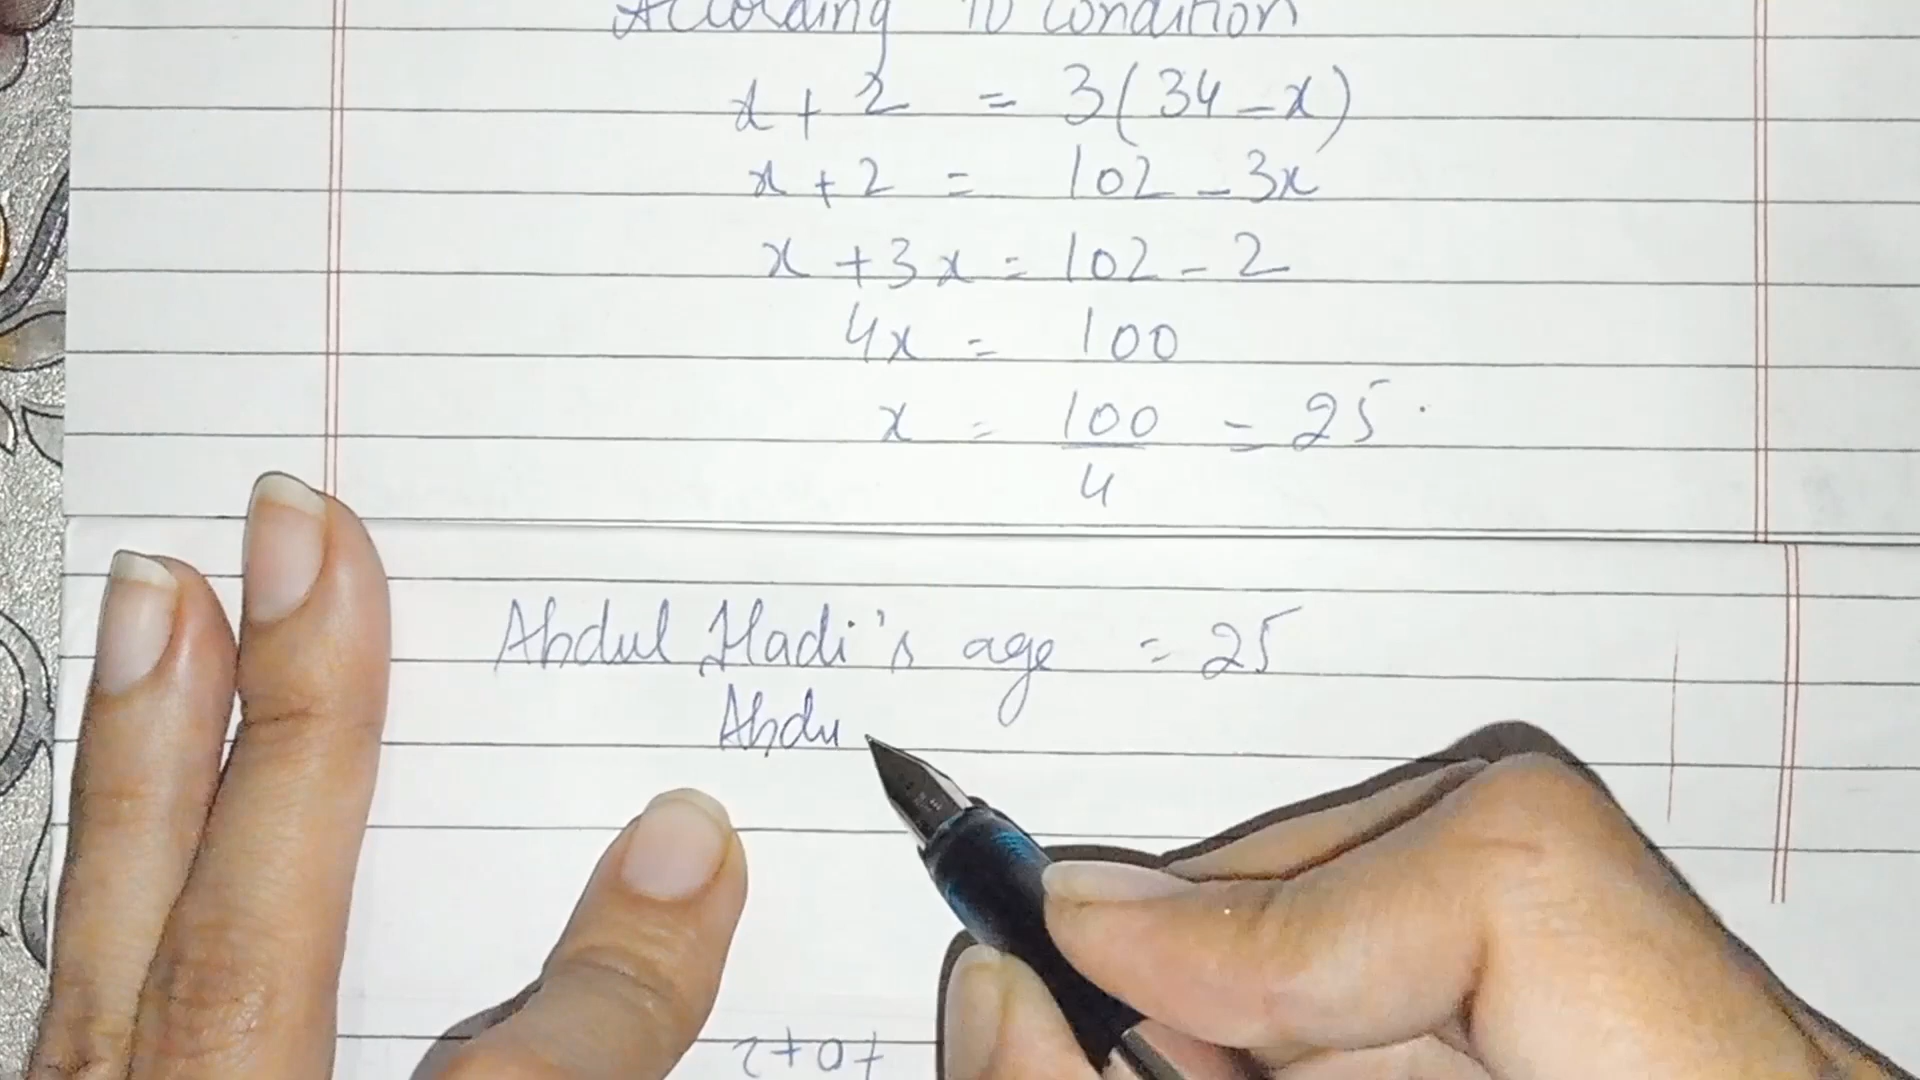 According to condition
x + 2 = 3(34 - x)
x + 2 = 102 - 3x
x + 3x = 102 - 2
4x = 100
x = 100/4 = 25.
Abdul Hadi's age = 25
Abdu